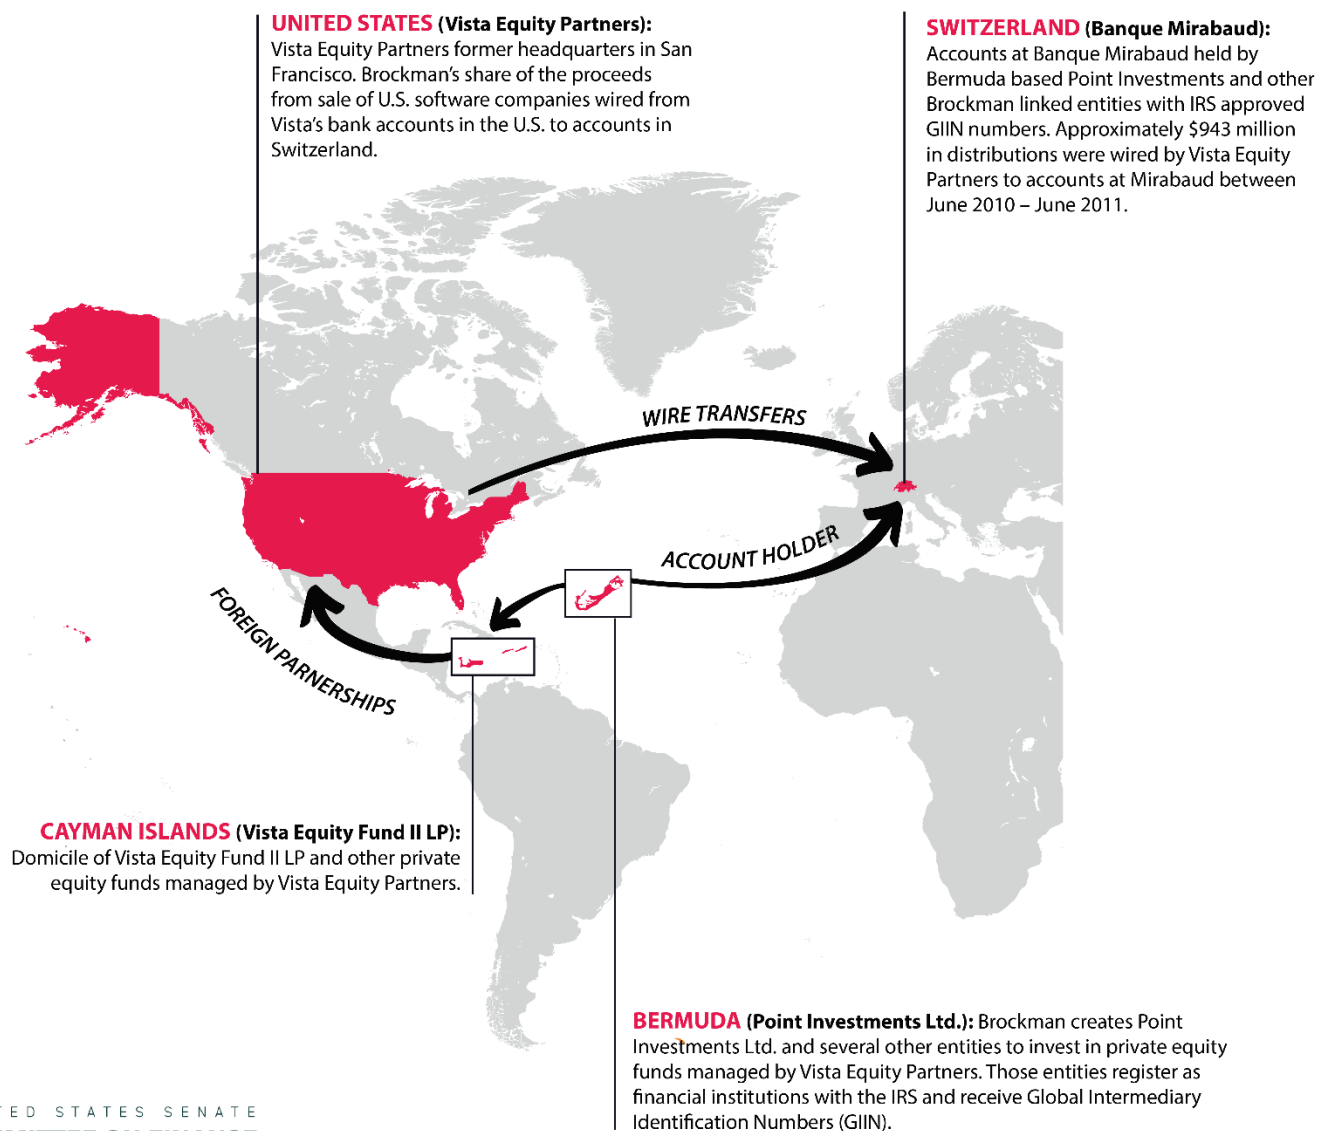 UNITED STATES (Vista Equity Partners):
Vista Equity Partners former headquarters in San
Francisco. Brockman's share of the proceeds
from sale of U.S. software companies wired from
Vista's bank accounts in the U.S. to accounts in
Switzerland.
SWITZERLAND (Banque Mirabaud):
Accounts at Banque Mirabaud held by
Bermuda based Point Investments and other
Brockman linked entities with IRS approved
GIIN numbers. Approximately $943 million
in distributions were wired by Vista Equity
Partners to accounts at Mirabaud between
June 2010 – June 2011.
WIRE TRANSFERS
ACCOUNT HOLDER
FOREIGN PARNERSHIPS
CAYMAN ISLANDS (Vista Equity Fund II LP):
Domicile of Vista Equity Fund II LP and other private
equity funds managed by Vista Equity Partners.
BERMUDA (Point Investments Ltd.): Brockman creates Point
Investments Ltd. and several other entities to invest in private equity
funds managed by Vista Equity Partners. Those entities register as
financial institutions with the IRS and receive Global Intermediary
Identification Numbers (GIIN).
TED STATES SENATE